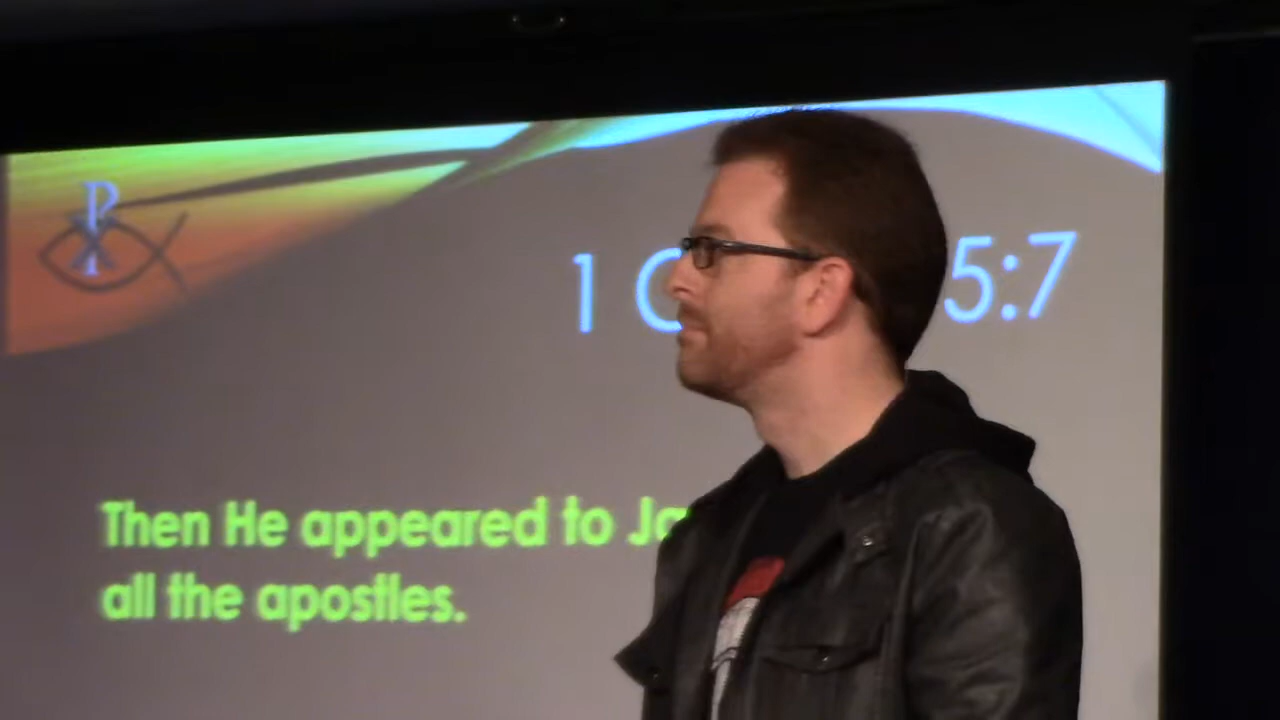 1 C 5:7
Then He appeared to Ja
all the apostles.